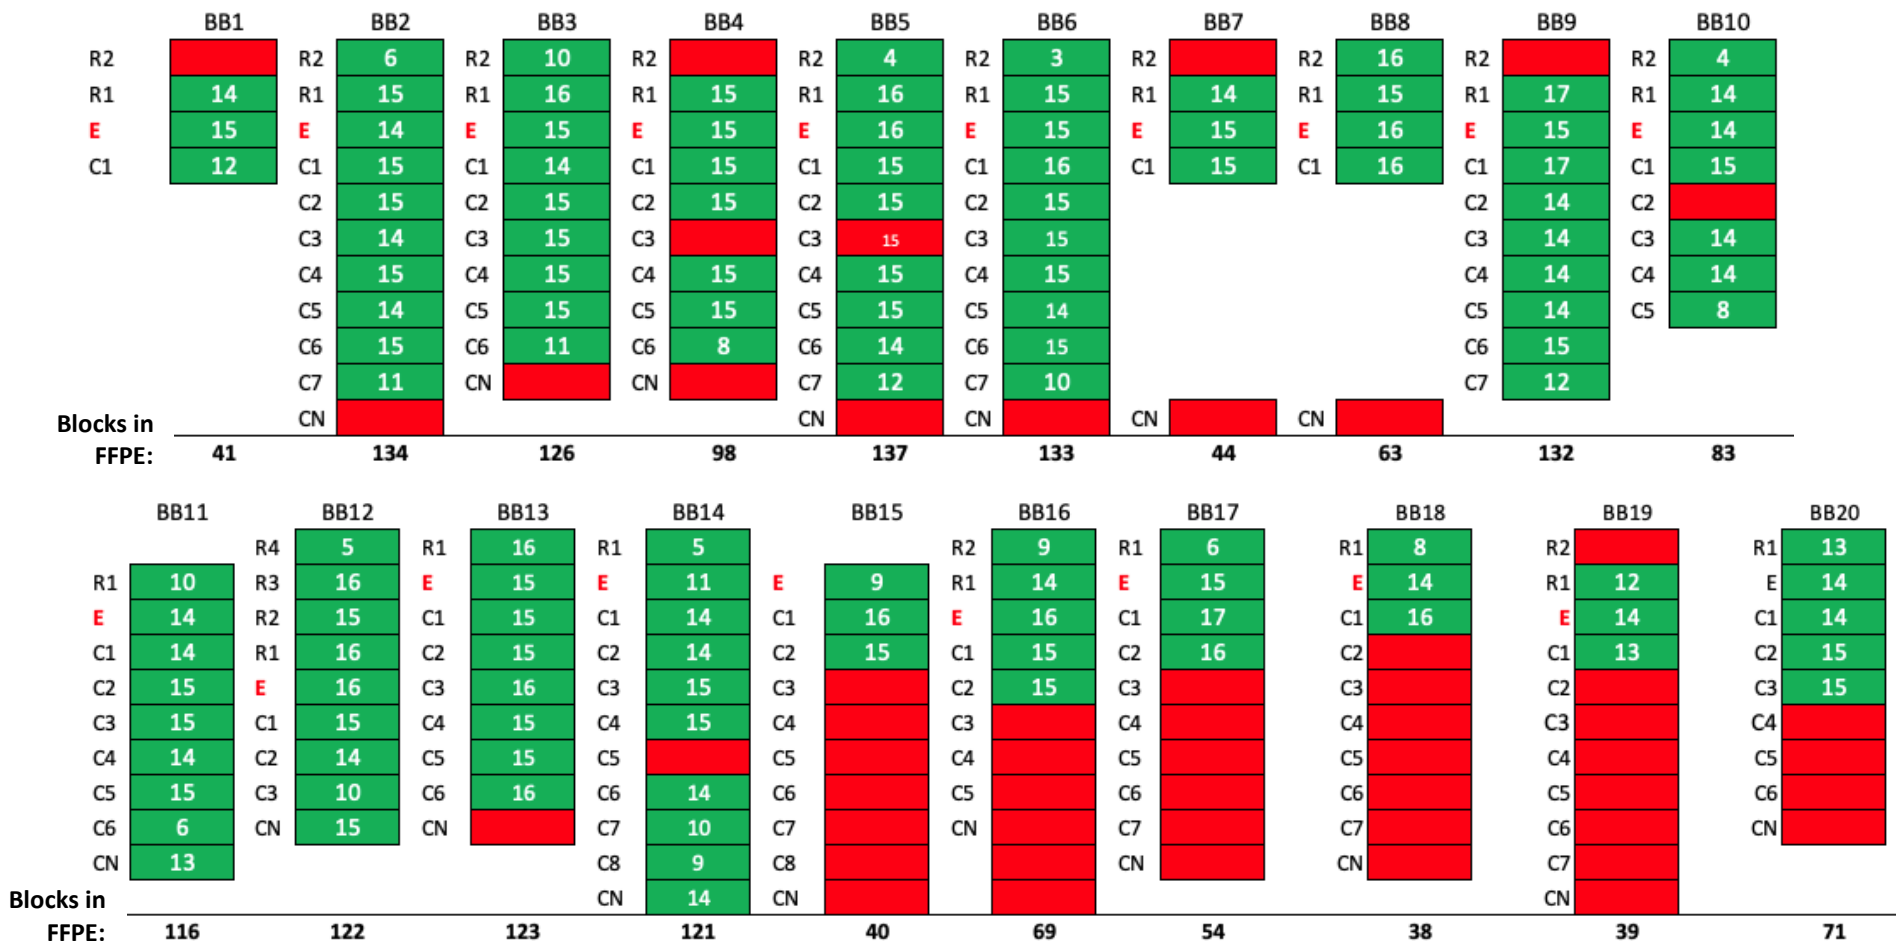 BB1 BB2 BB3 BB4 BB5 BB6 BB7 BB8 BB9 BB10
R2 R2 6 R2 10 R2 R2 4 R2 3 R2 R2 16 R2 R2 4
R1 14 R1 15 R1 16 R1 15 R1 16 R1 15 R1 14 R1 15 R1 17 R1 14
E 15 E 14 E 15 E 15 E 16 E 15 E 15 E 16 E 15 E 14
C1 12 C1 15 C1 14 C1 15 C1 15 C1 16 C1 15 C1 16 C1 17 C1 15
C2 15 C2 15 C2 15 C2 15 C2 15 C2 14 C2
C3 14 C3 15 C3 C3 15 C3 15 C3 14 C3 14
C4 15 C4 15 C4 15 C4 15 C4 15 C4 14 C4 14
C5 14 C5 15 C5 15 C5 15 C5 14 C5 14 C5 8
C6 15 C6 11 C6 8 C6 14 C6 15 C6 15
C7 11 CN CN C7 12 C7 10 C7 12
CN CN CN CN CN
Blocks in
FFPE: 41 134 126 98 137 133 44 63 132 83
BB11 BB12 BB13 BB14 BB15 BB16 BB17 BB18 BB19 BB20
R4 5 R1 16 R1 5 R2 9 R1 6 R1 8 R2 R1 13
R1 10 R3 16 E 15 E 11 E 9 R1 14 E 15 E 14 R1 12 E 14
E 14 R2 15 C1 15 C1 14 C1 16 E 16 C1 17 C1 16 E 14 C1 14
C1 14 R1 16 C2 15 C2 14 C2 15 C1 15 C2 16 C2 C1 13 C2 15
C2 15 E 16 C3 16 C3 15 C3 C2 15 C3 C3 C2 C3 15
C3 15 C1 15 C4 15 C4 15 C4 C3 C4 C4 C3 C4
C4 14 C2 14 C5 15 C5 C5 C4 C5 C5 C4 C5
C5 15 C3 10 C6 16 C6 14 C6 C5 C6 C6 C5 C6
C6 6 CN 15 CN C7 10 C7 CN C7 C7 C6 CN
CN 13 C8 9 C8 CN CN C7
CN 14 CN CN
Blocks in
FFPE: 116 122 123 121 40 69 54 38 39 71